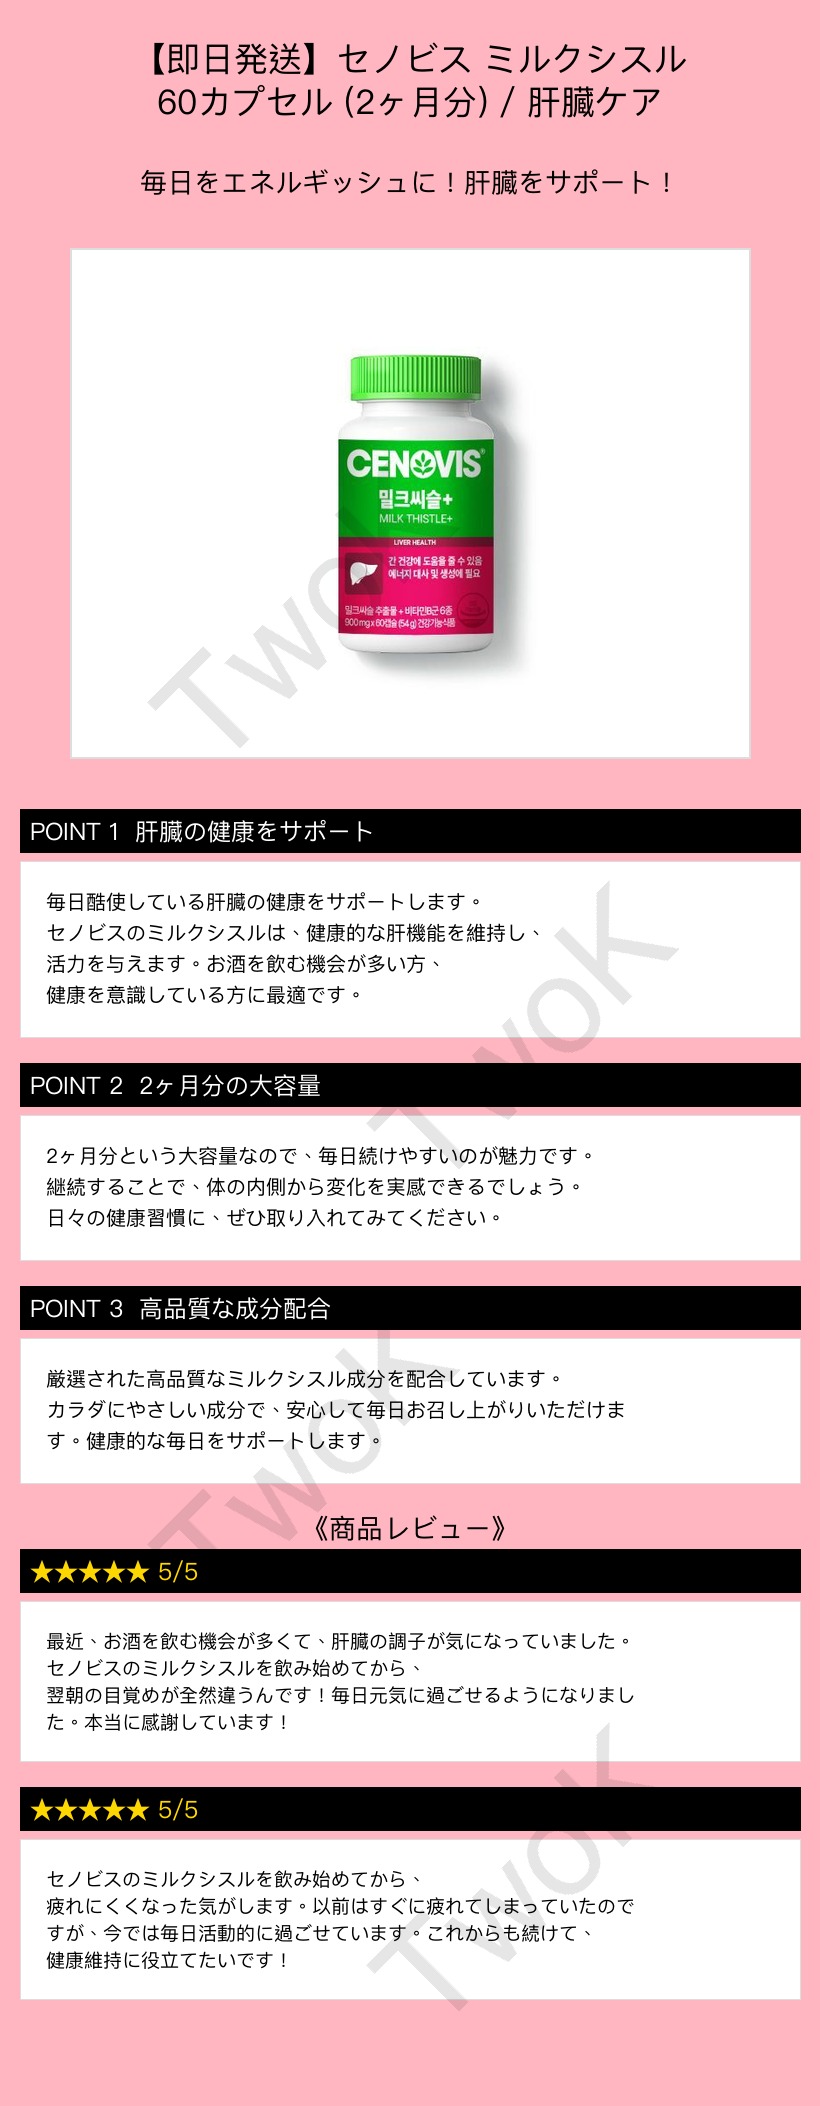 【即日発送】セノビス ミルクシスル
60カプセル (2ヶ月分) / 肝臓ケア
毎日をエネルギッシュに！肝臓をサポート！
CENOVIS®
밀크씨슬+
MILK THISTLE+
LIVER HEALTH
간 건강에 도움을 줄 수 있음
에너지 대사 및 생성에 필요
밀크씨슬 추출물 + 비타민B군 6종
900 mg x 60캡슐 (54 g) 건강기능식품
TwoK
POINT 1 肝臓の健康をサポート
毎日酷使している肝臓の健康をサポートします。
セノビスのミルクシスルは、健康的な肝機能を維持し、
活力を与えます。お酒を飲む機会が多い方、
健康を意識している方に最適です。
TwoK
POINT 2 2ヶ月分の大容量
2ヶ月分という大容量なので、毎日続けやすいのが魅力です。
継続することで、体の内側から変化を実感できるでしょう。
日々の健康習慣に、ぜひ取り入れてみてください。
POINT 3 高品質な成分配合
厳選された高品質なミルクシスル成分を配合しています。
カラダにやさしい成分で、安心して毎日お召し上がりいただけま
す。健康的な毎日をサポートします。
TwoK
《商品レビュー》
★★★★★ 5/5
最近、お酒を飲む機会が多くて、肝臓の調子が気になっていました。
セノビスのミルクシスルを飲み始めてから、
翌朝の目覚めが全然違うんです！毎日元気に過ごせるようになりまし
た。本当に感謝しています！
★★★★★ 5/5
セノビスのミルクシスルを飲み始めてから、
疲れにくくなった気がします。以前はすぐに疲れてしまっていたので
すが、今では毎日活動的に過ごせています。これからも続けて、
健康維持に役立てたいです！
TwoK